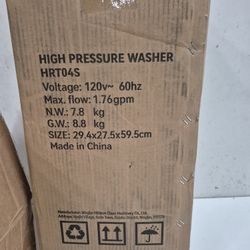 HIGH PRESSURE WASHER
HRT04S
Voltage: 120v~ 60hz
Max. flow: 1.76gpm
N.W.: 7.8 kg
G.W.: 8.8 kg
SIZE: 29.4x27.5x59.5cm
Made in China